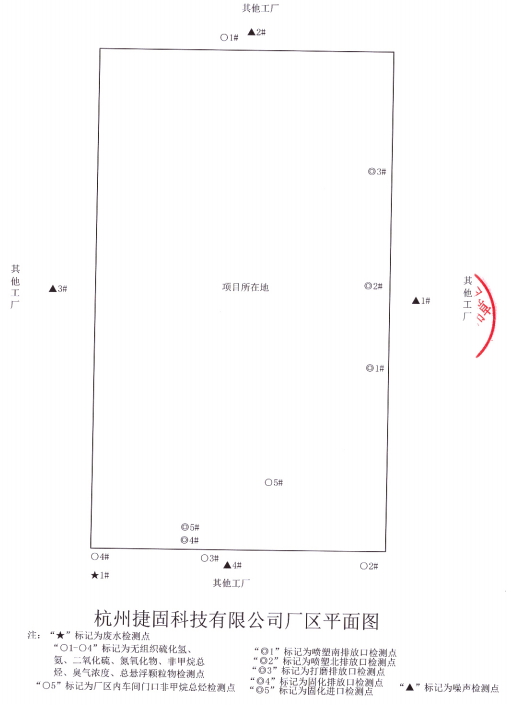 其他工厂
○1# ▲2#
◎3#
其他工厂
▲3#
项目所在地
◎2#
▲1#
其他工厂
◎1#
○5#
◎5#
◎4#
○4#
○3#
▲4#
○2#
★1#
其他工厂
杭州捷固科技有限公司厂区平面图
注：“★”标记为废水检测点
“○1-○4”标记为无组织硫化氢、
氨、二氧化硫、氮氧化物、非甲烷总
烃、臭气浓度、总悬浮颗粒物检测点
“○5”标记为厂区内车间门口非甲烷总烃检测点
“◎1”标记为喷塑南排放口检测点
“◎2”标记为喷塑北排放口检测点
“◎3”标记为打磨排放口检测点
“◎4”标记为固化排放口检测点
“◎5”标记为固化进口检测点
“▲”标记为噪声检测点